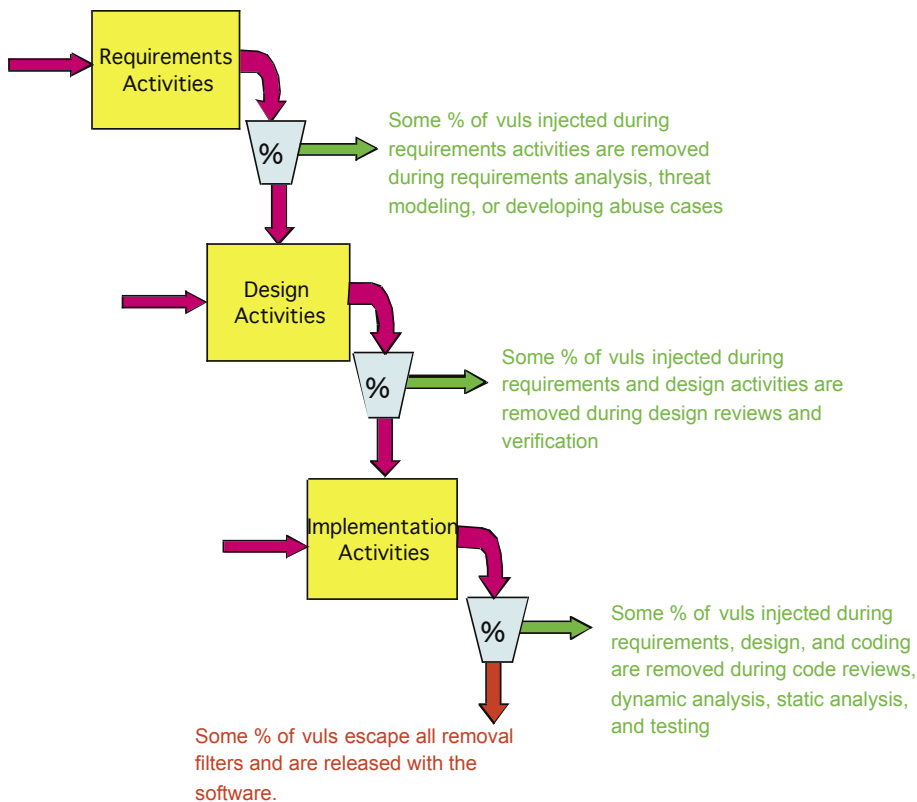 Requirements
Activities
%
Some % of vuls injected during
requirements activities are removed
during requirements analysis, threat
modeling, or developing abuse cases
Design
Activities
%
Some % of vuls injected during
requirements and design activities are
removed during design reviews and
verification
Implementation
Activities
%
Some % of vuls injected during
requirements, design, and coding
are removed during code reviews,
dynamic analysis, static analysis,
and testing
Some % of vuls escape all removal
filters and are released with the
software.